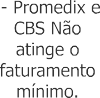 - Promedix e
CBS Não
atinge o
faturamento
mínimo.